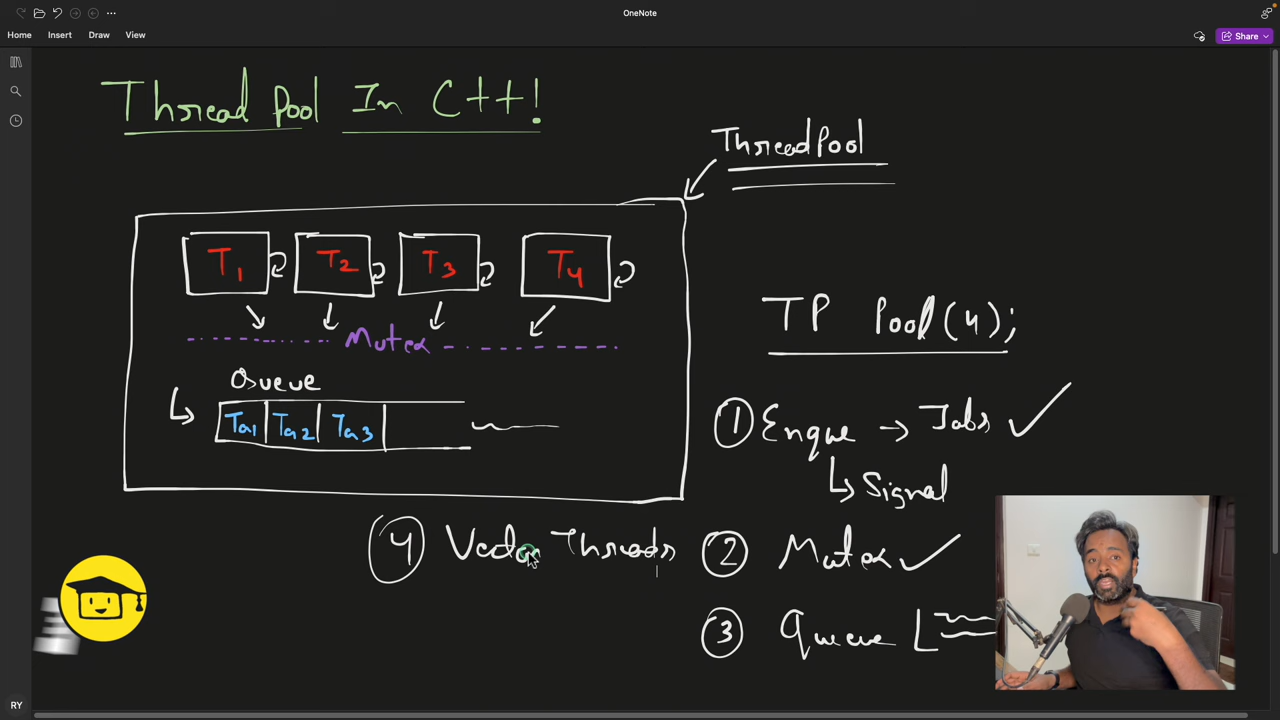 OneNote
Home Insert Draw View
Share
Thread Pool In C++!
ThreadPool
T1 T2 T3 T4
Mutex
Queue
Ta1 Ta2 Ta3
TP Pool(4);
① Enque → Jobs ✓
↳ Signal
② Mutex ✓
③ Queue
④ Vector Threads
RY